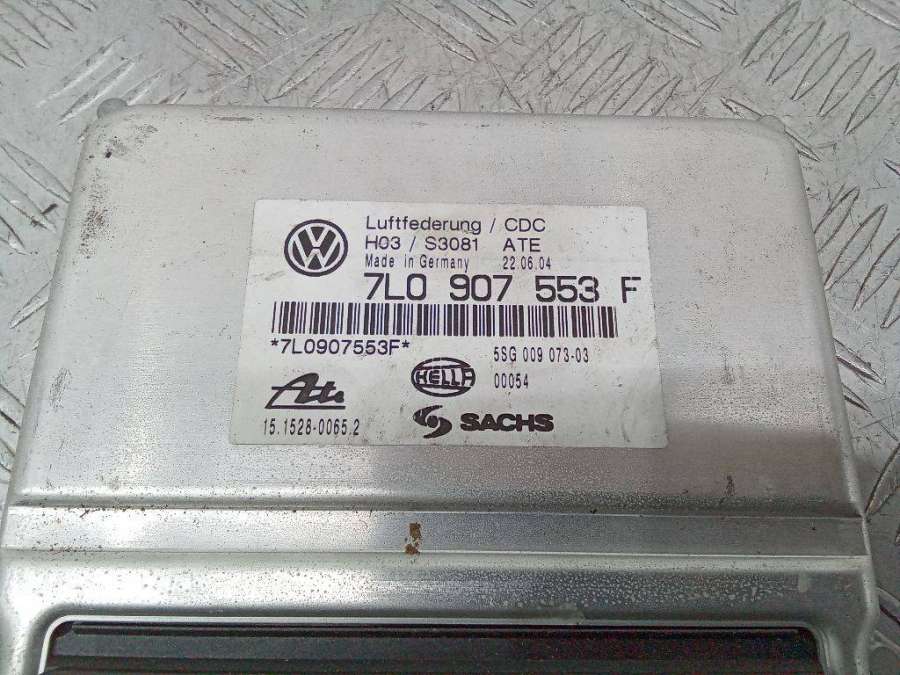 Luftfederung / CDC
H03 / S3081 ATE
Made in Germany 22.06.04
7L0 907 553 F
*7L0907553F*
5SG 009 073-03
HELLA 00054
Ate
15.1528-0065.2
SACHS